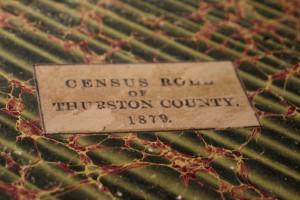 CENSUS ROLL
OF
THURSTON COUNTY.
1879.